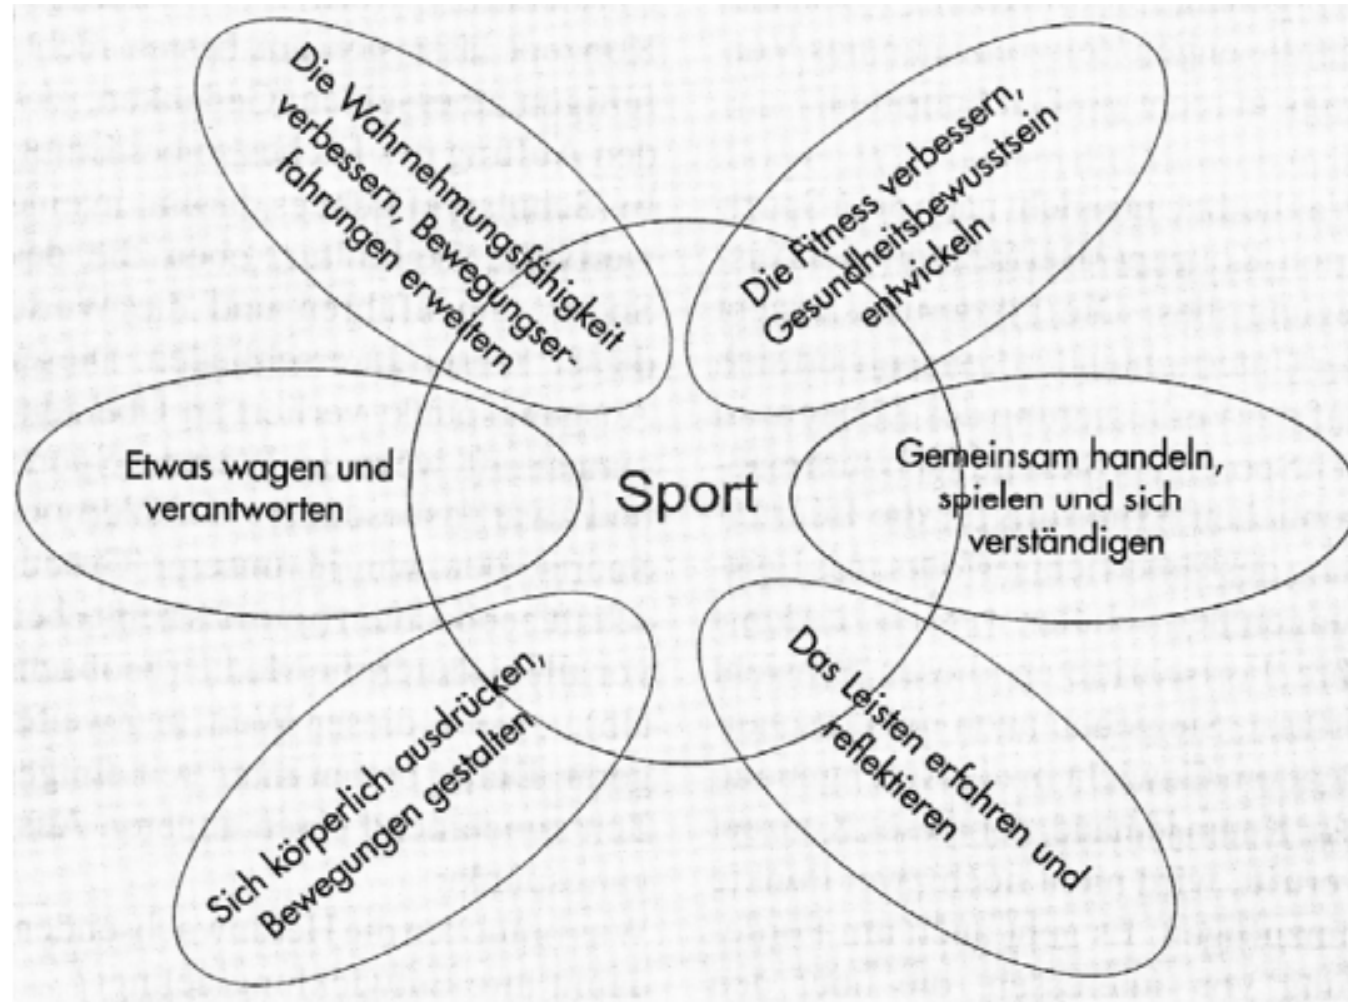 Die Wahrnehmungsfähigkeit
verbessern, Bewegungser-
fahrungen erweitern
Die Fitness verbessern,
Gesundheitsbewusstsein
entwickeln
Etwas wagen und
verantworten
Sport
Gemeinsam handeln,
spielen und sich
verständigen
Sich körperlich ausdrücken,
Bewegungen gestalten
Das Leisten erfahren und
reflektieren